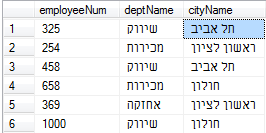 employeeNum deptName cityName
1 325 שיווק תל אביב
2 254 מכירות ראשון לציון
3 458 שיווק תל אביב
4 658 מכירות חולון
5 369 אחזקה ראשון לציון
6 1000 שיווק חולון